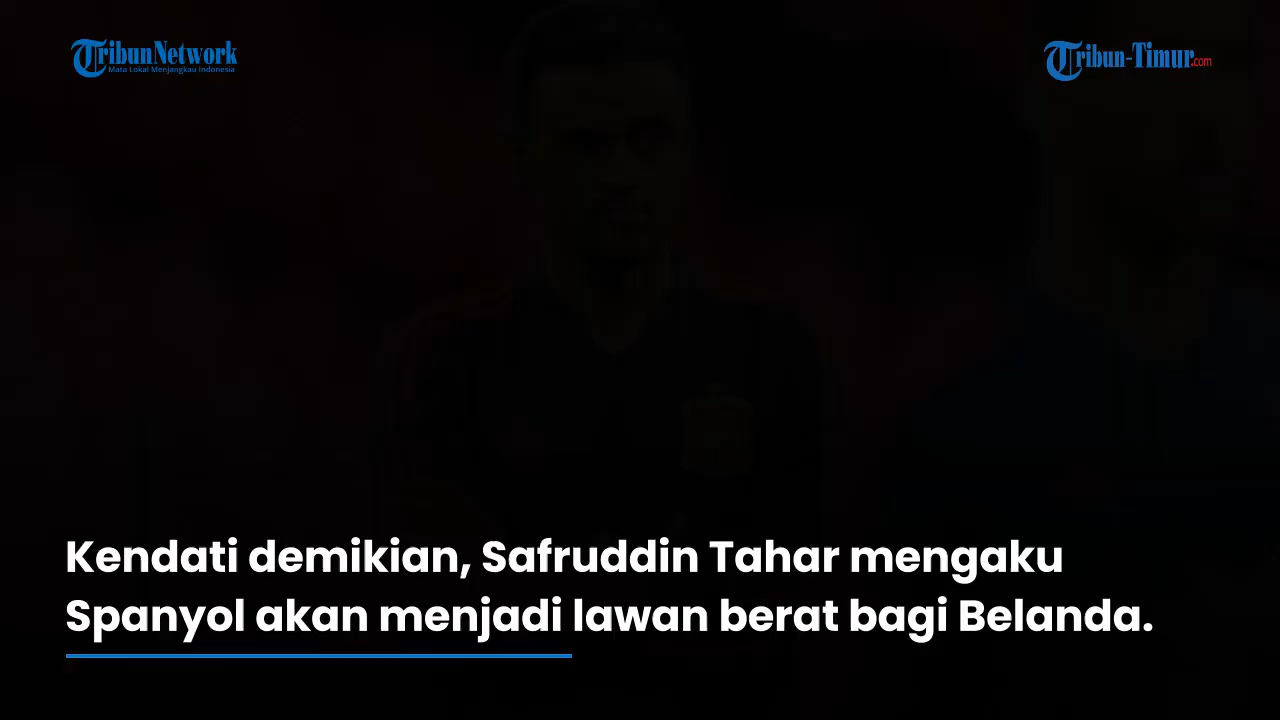 TribunNetwork
Mata Lokal Menjangkau Indonesia
Tribun-Timur.com
Kendati demikian, Safruddin Tahar mengaku
Spanyol akan menjadi lawan berat bagi Belanda.